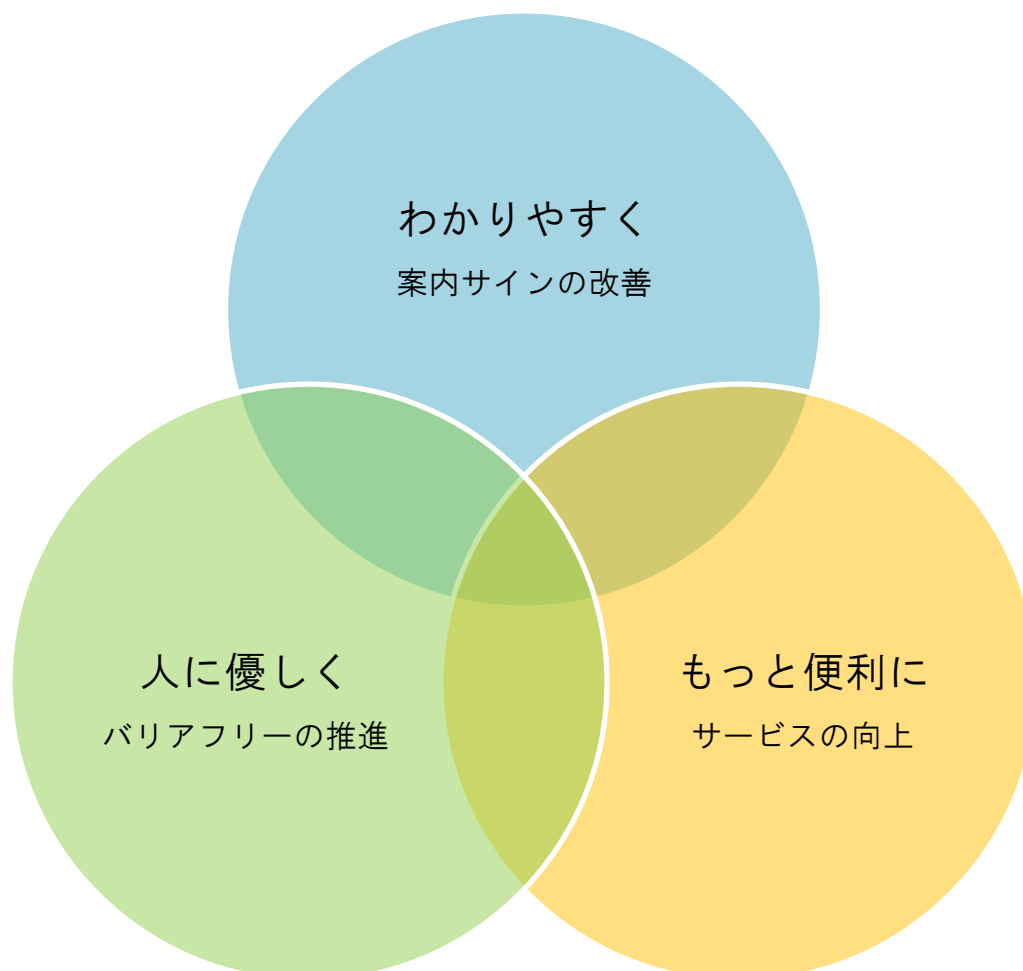 わかりやすく
案内サインの改善
人に優しく
バリアフリーの推進
もっと便利に
サービスの向上